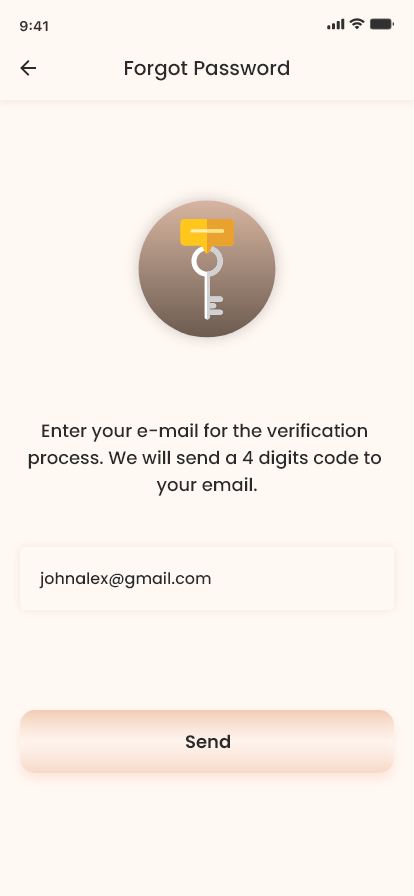 9:41
Forgot Password
Enter your e-mail for the verification
process. We will send a 4 digits code to
your email.
johnalex@gmail.com
Send